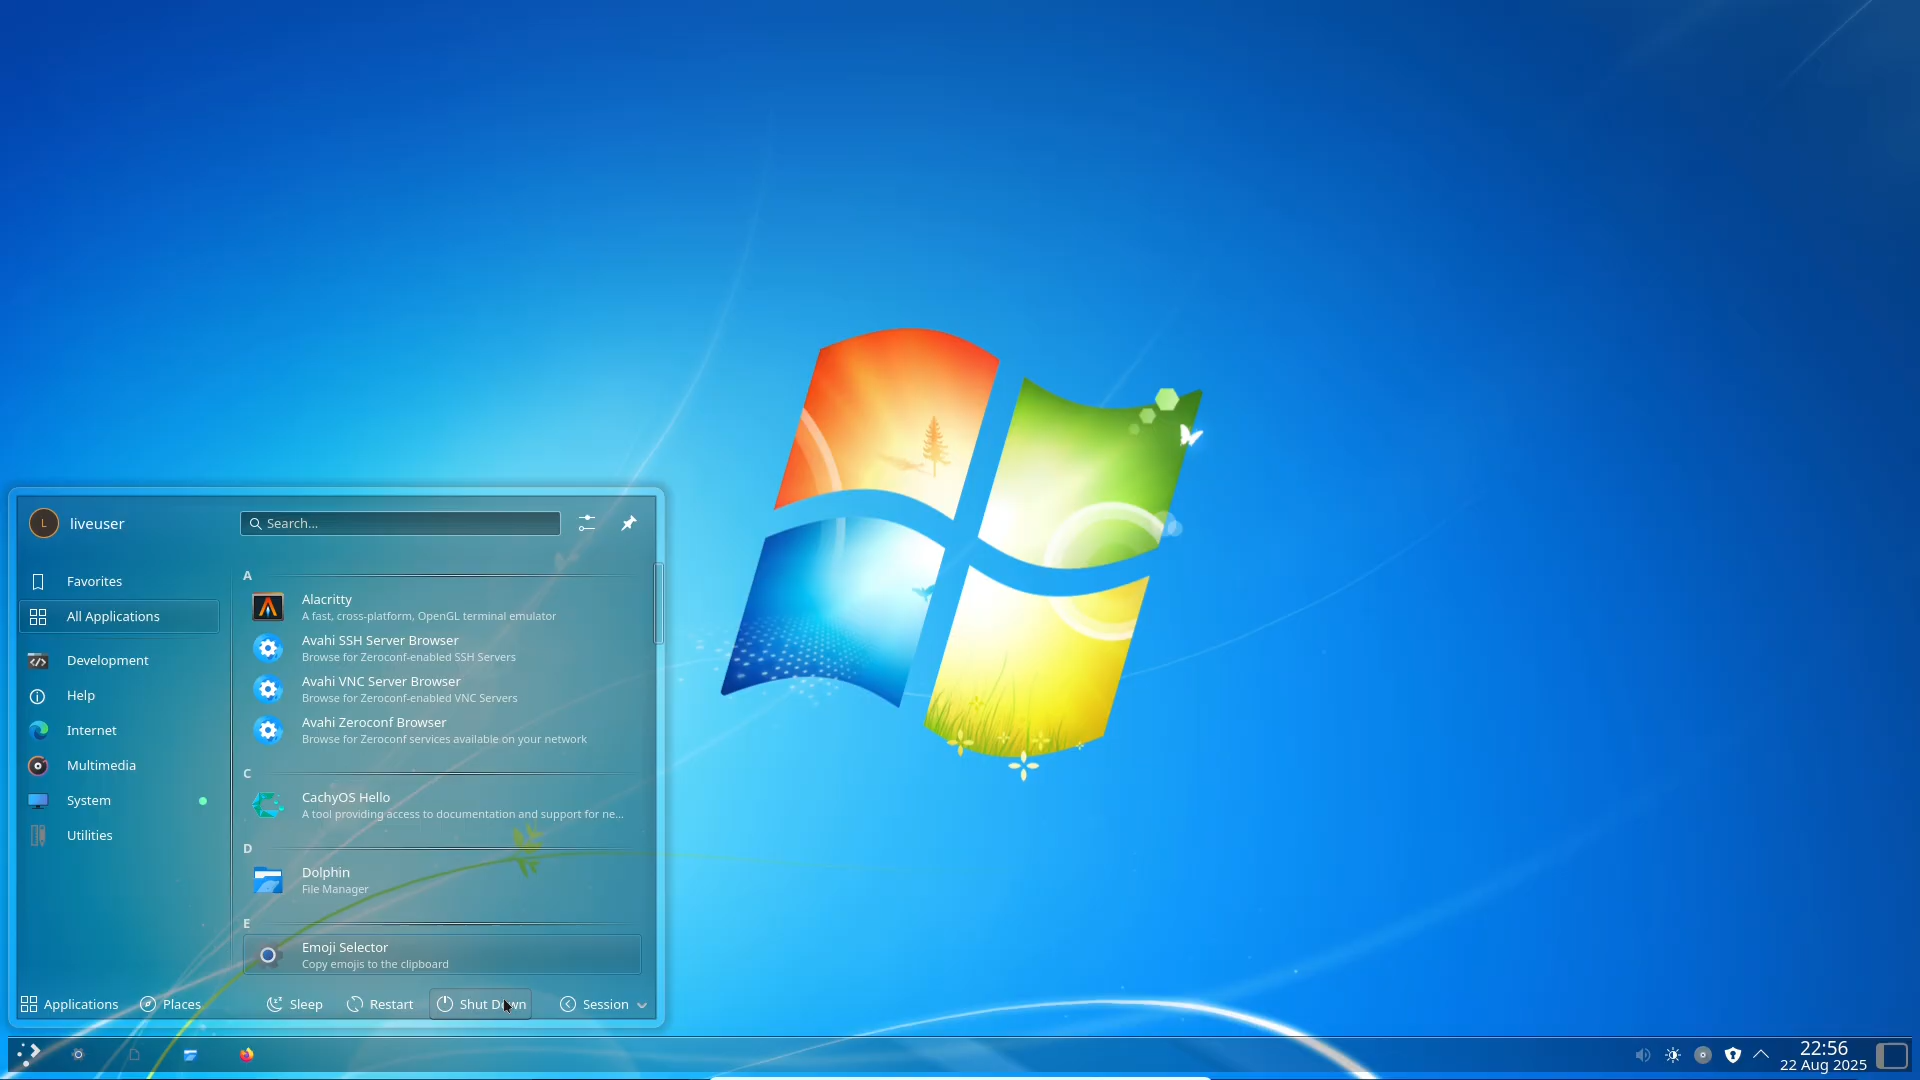 L
liveuser
Search...
Favorites
All Applications
Development
Help
Internet
Multimedia
System
Utilities
A
Alacritty
A fast, cross-platform, OpenGL terminal emulator
Avahi SSH Server Browser
Browse for Zeroconf-enabled SSH Servers
Avahi VNC Server Browser
Browse for Zeroconf-enabled VNC Servers
Avahi Zeroconf Browser
Browse for Zeroconf services available on your network
C
CachyOS Hello
A tool providing access to documentation and support for ne...
D
Dolphin
File Manager
E
Emoji Selector
Copy emojis to the clipboard
Applications Places Sleep Restart Shut Down Session
22:56
22 Aug 2025